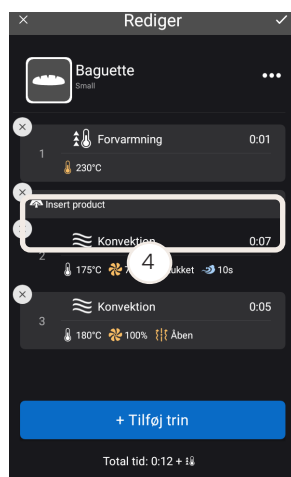 × Rediger ✓
Baguette
Small
Forvarmning 0:01
1
230°C
Insert product
Konvektion 0:07
2
175°C 10s
4
Konvektion 0:05
3
180°C 100% Åben
+ Tilføj trin
Total tid: 0:12 +